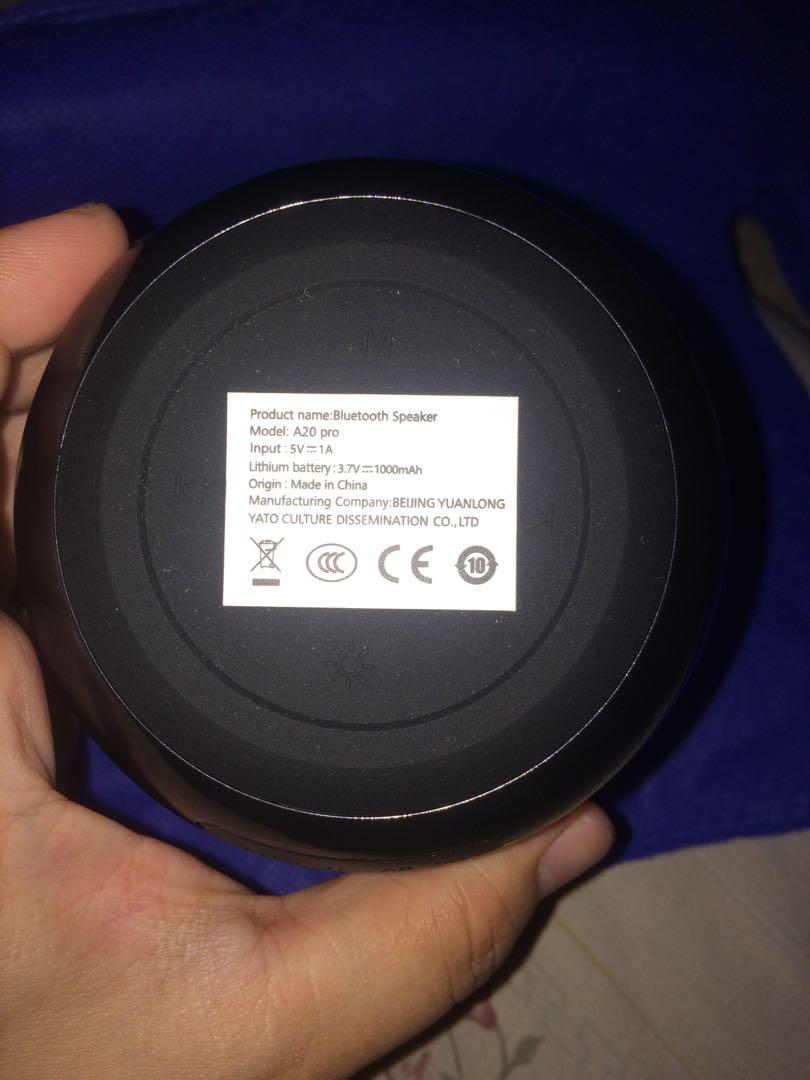 M
Product name:Bluetooth Speaker
Model: A20 pro
Input : 5V⎓1A
Lithium battery : 3.7V⎓1000mAh
Origin : Made in China
Manufacturing Company:BEIJING YUANLONG
YATO CULTURE DISSEMINATION CO.,LTD
CCC CE 10